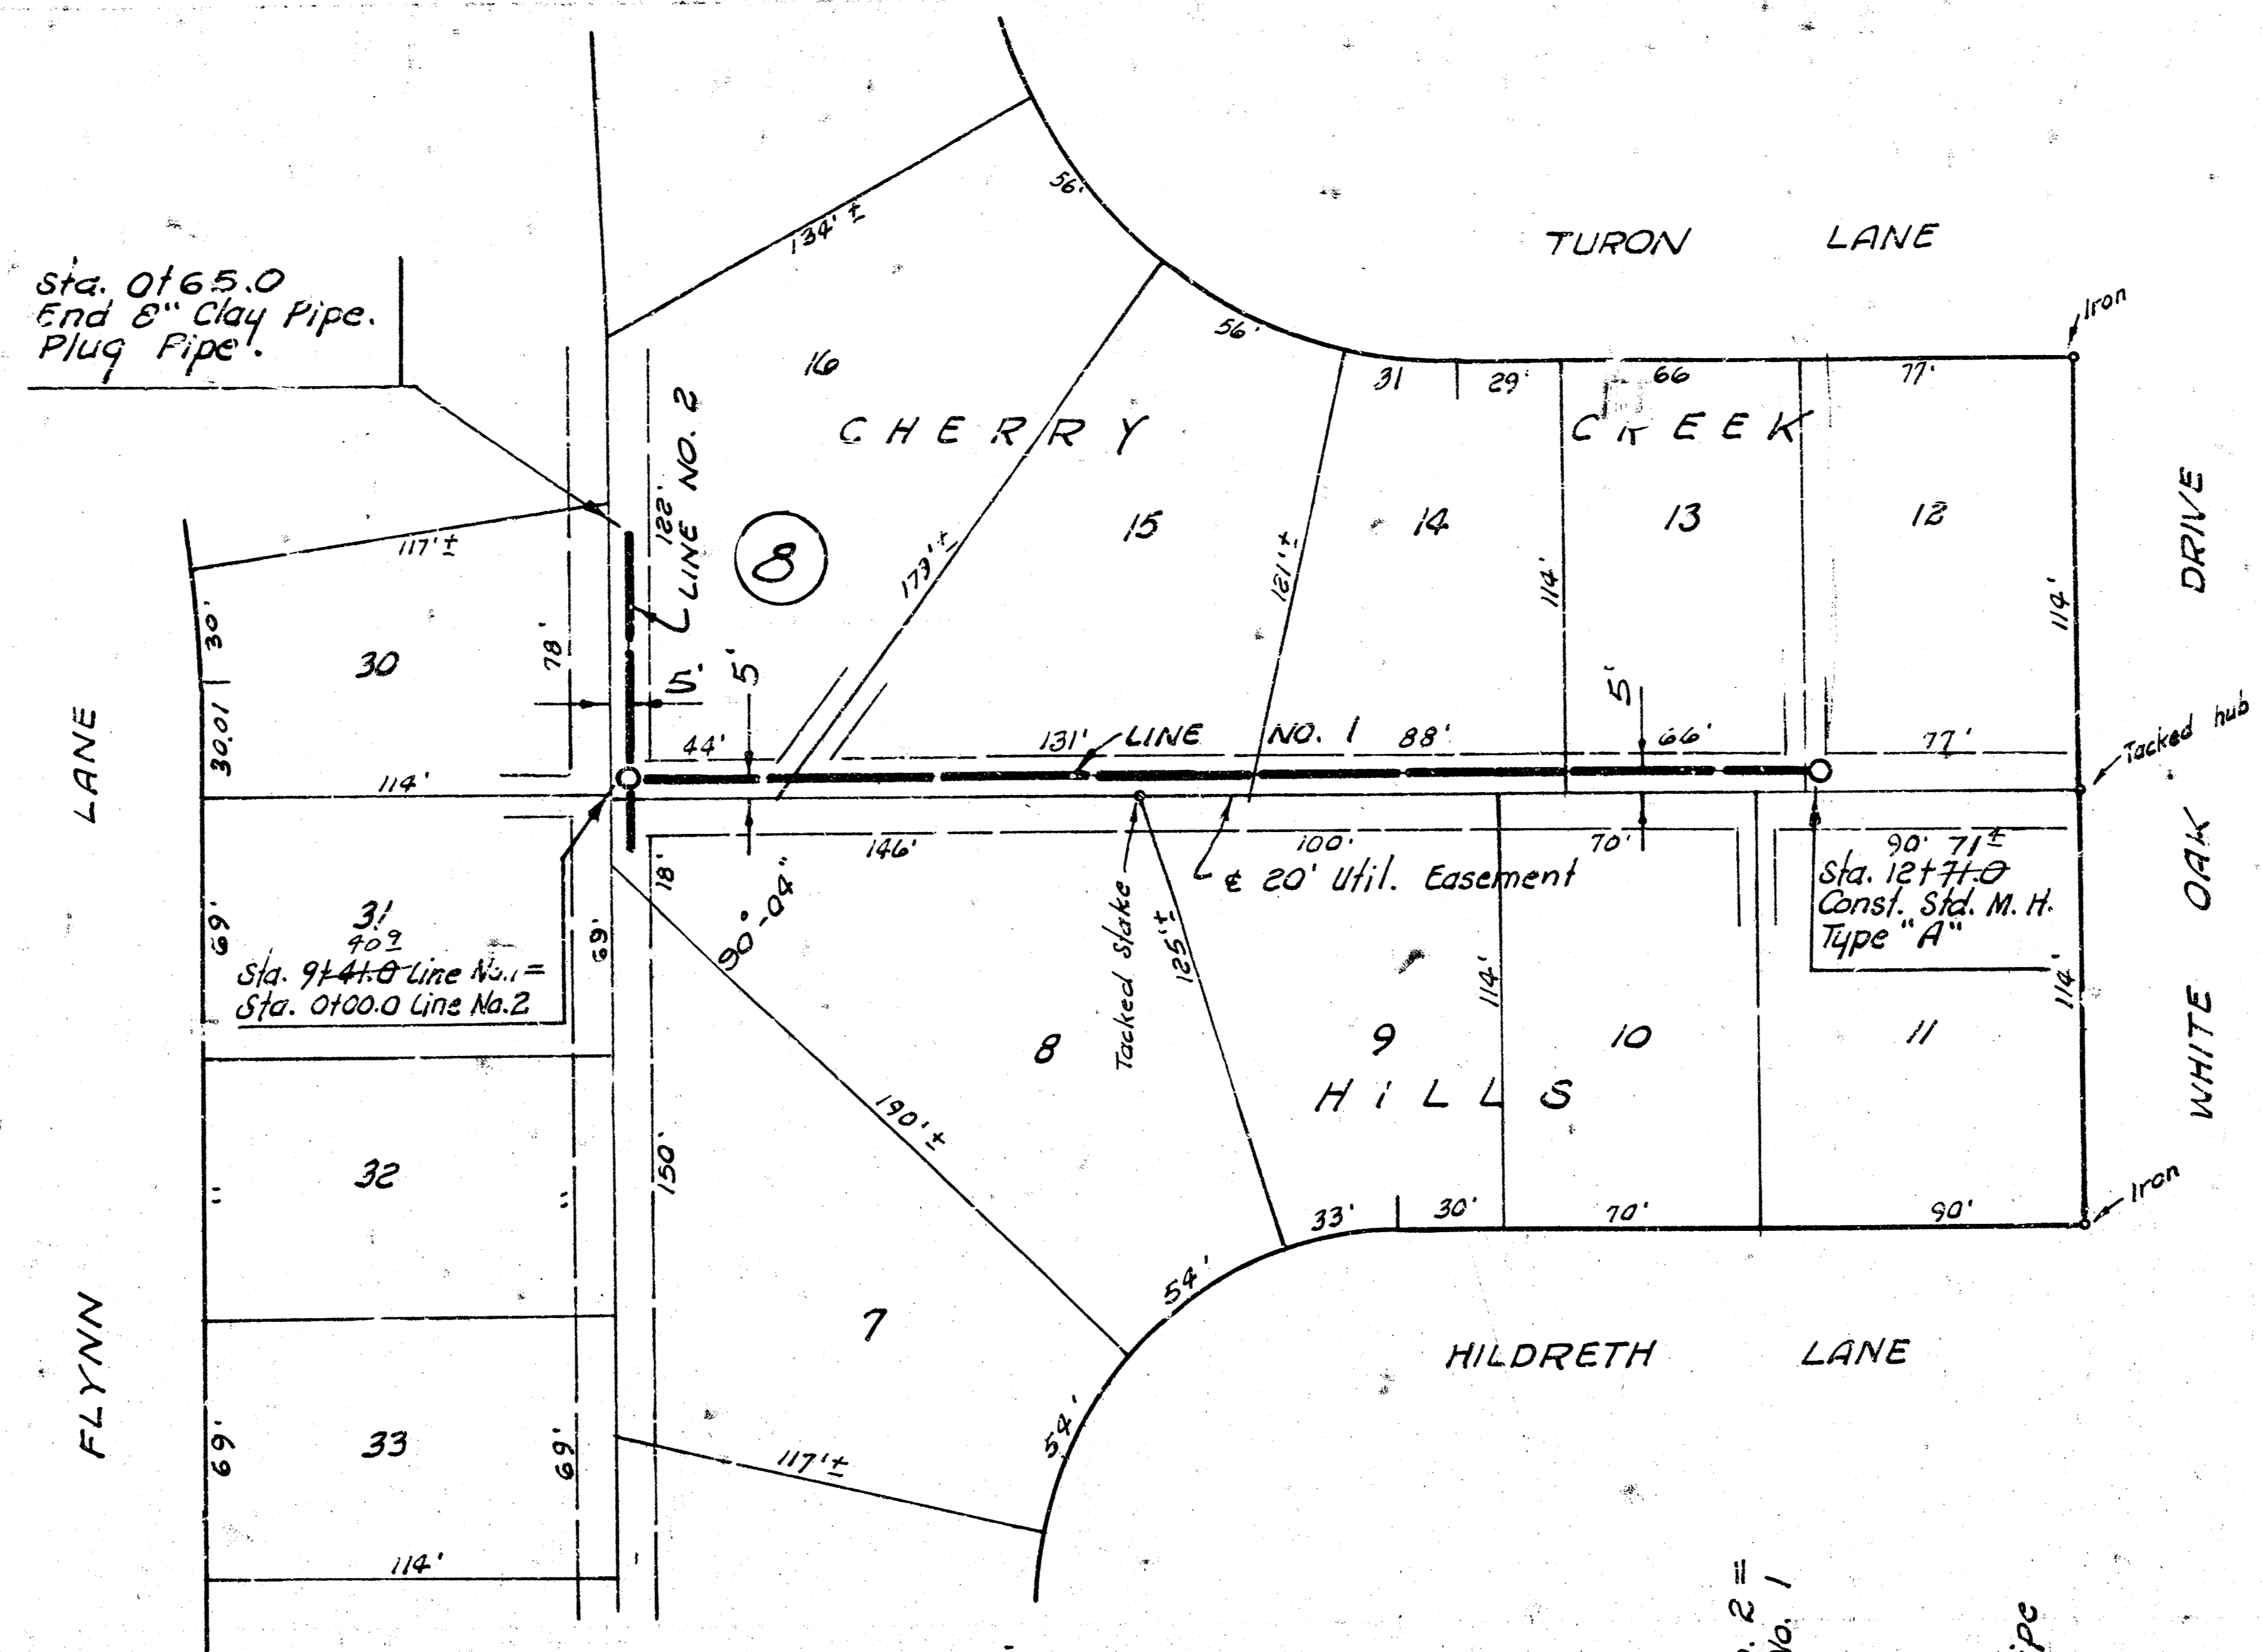 Sta. 0+65.0
End 8" Clay Pipe.
Plug Pipe.
134'±
56'
56'
TURON LANE
Iron
16
31
29'
66
77'
CHERRY
CREEK
LINE NO. 2
122'
8
15
14
13
12
117'±
173'±
121'±
114'
114'
DRIVE
30'
30
78'
30.01
5'
5'
5'
44'
131'
LINE NO. 1
88'
66'
77'
Tacked hub
LANE
114'
146'
100'
70'
90'
71±
18'
90°-04"
℄ 20' Util. Easement
Sta. 12+71.0
Const. Std. M. H.
Type "A"
Tacked Stake
125'±
69'
31
69'
40.9
Sta. 9+41.0 Line No. 1 =
Sta. 0+00.0 Line No. 2
114'
114'
WHITE OAK
8
9
10
11
HILLS
190'±
32
"
"
150'
33'
30'
70'
90'
Iron
54'
7
HILDRETH LANE
FLYNN
69'
33
69'
117'±
54'
114'
2 =
No. 1